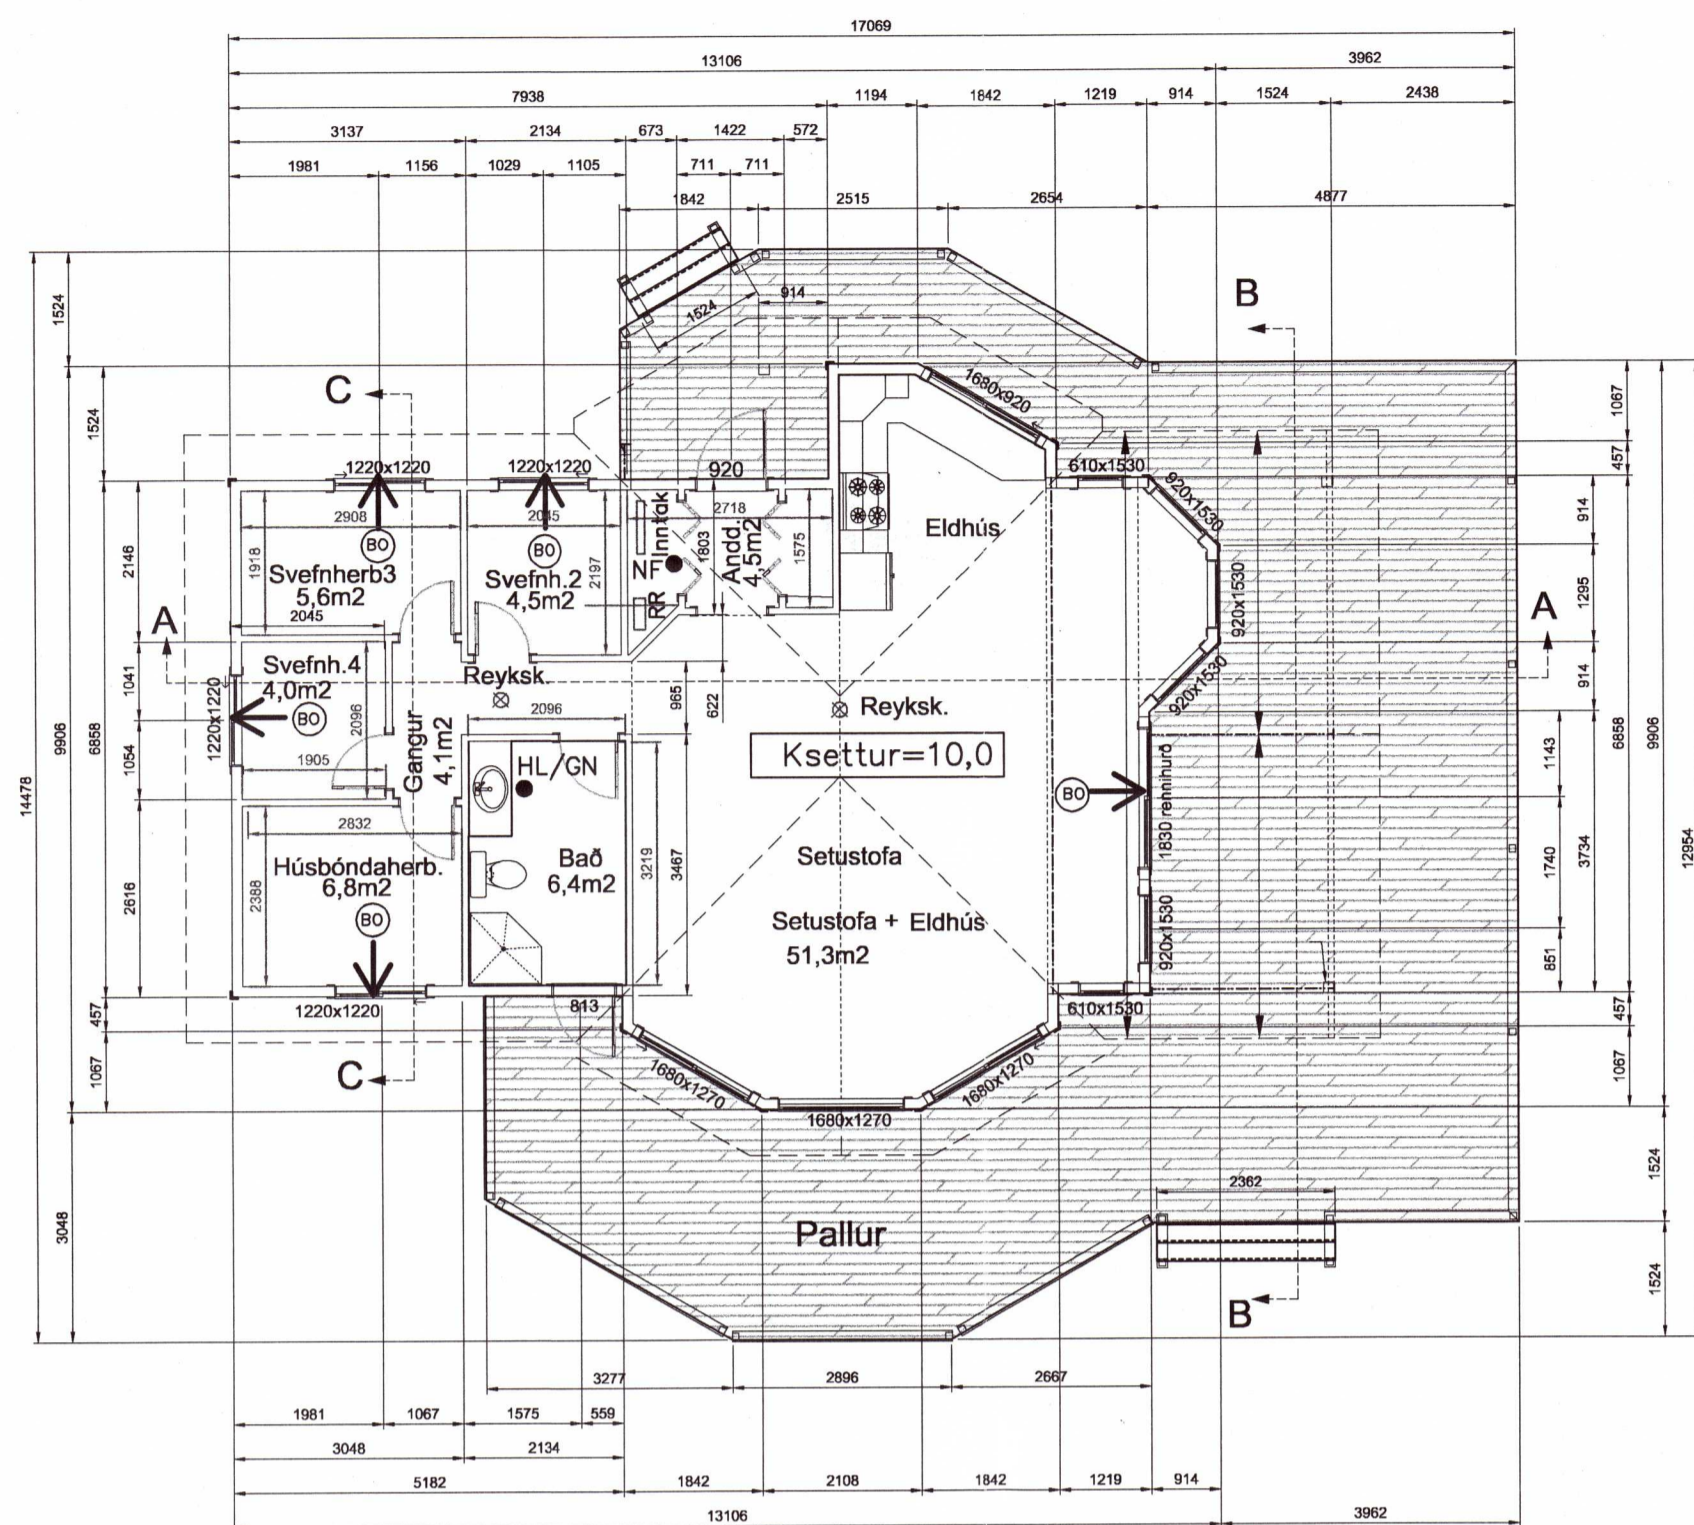 17069
13106 3962
7938 1194 1842 1219 914 1524 2438
3137 2134 673 1422 572
1981 1156 1029 1105 711 711
1842 2515 2654 4877
1524 914
B
C
1680x920
1220x1220 1220x1220 920 610x1530
920x1530
2908 2045 2718
BO BO
1918 2197 1803 1575
Inntak
Andd.
4,5m2
NF
RR
Eldhús
Svefnherb3
5,6m2
Svefnh.2
4,5m2
920x1530
2045
A A
Svefnh.4
4,0m2
BO
1220x1220
2096
1905
Gangur
4,1m2
Reyksk.
2096
965
622
Reyksk.
920x1530
Ksettur=10,0
HL/GN
BO
1830 rennihurð
2832
2388
Húsbóndaherb.
6,8m2
BO
Bað
6,4m2
3219
3467
Setustofa
Setustofa + Eldhús
51,3m2
920x1530
1220x1220 813 610x1530
C
1680x1270 1680x1270
1680x1270
2362
Pallur
B
14478
1524
9906
3048
1524
6858
457
1067
2146
1041
1054
2616
1067
457
914
1295
914
1143
1740
851
6858
3734
457
1067
9906
1524
1524
12954
3277 2896 2667
1981 1067 1575 559
3048 2134
5182 1842 2108 1842 1219 914
13106 3962